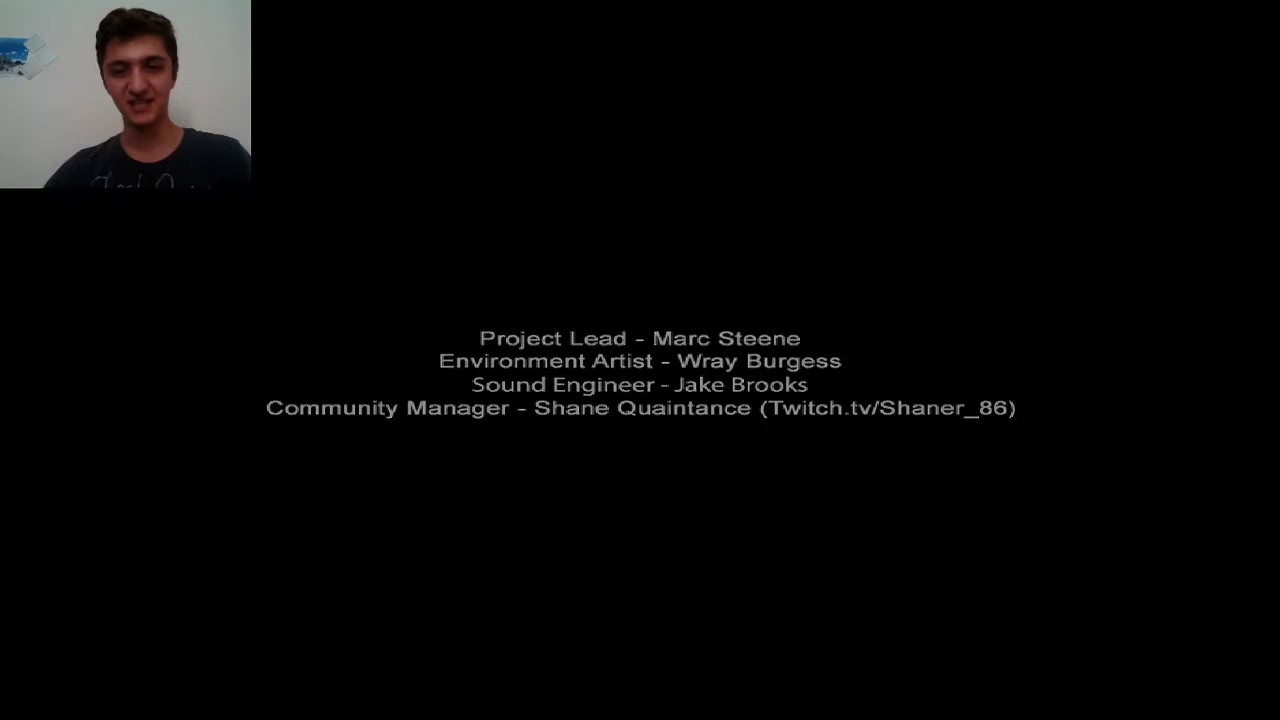 Project Lead - Marc Steene
Environment Artist - Wray Burgess
Sound Engineer - Jake Brooks
Community Manager - Shane Quaintance (Twitch.tv/Shaner_86)